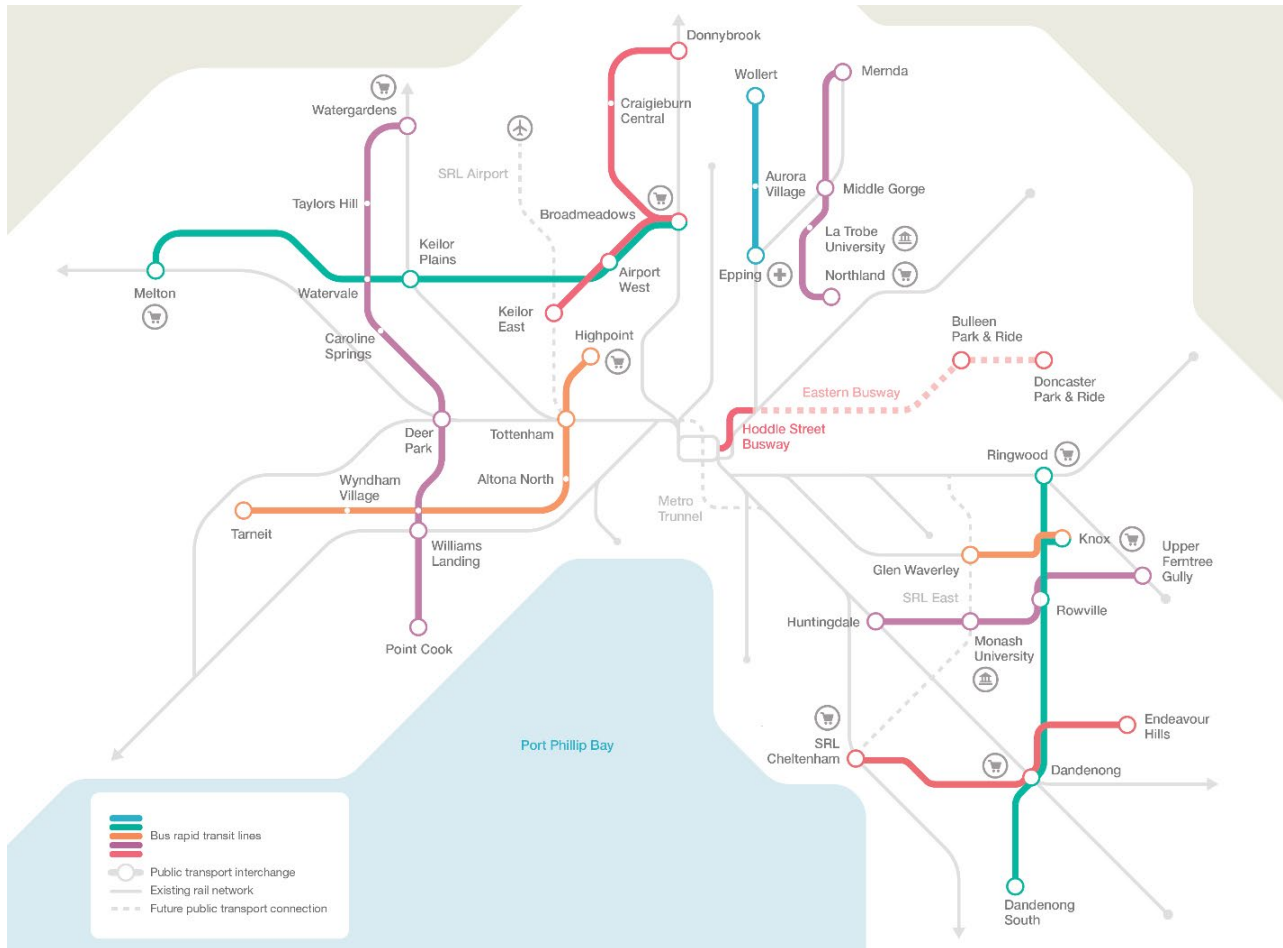 Donnybrook
Wollert
Mernda
Watergardens
Craigieburn
Central
SRL Airport
Aurora
Village
Middle Gorge
Taylors Hill
Broadmeadows
La Trobe
University
Keilor
Plains
Airport
West
Epping
Northland
Melton
Watervale
Keilor
East
Caroline
Springs
Highpoint
Bulleen
Park & Ride
Doncaster
Park & Ride
Eastern Busway
Hoddle Street
Busway
Deer
Park
Tottenham
Ringwood
Wyndham
Village
Altona North
Metro
Trunnel
Tarneit
Williams
Landing
Knox
Upper
Ferntree
Gully
Glen Waverley
SRL East
Rowville
Huntingdale
Monash
University
Point Cook
Port Phillip Bay
SRL
Cheltenham
Endeavour
Hills
Dandenong
Dandenong
South
Bus rapid transit lines
Public transport interchange
Existing rail network
Future public transport connection